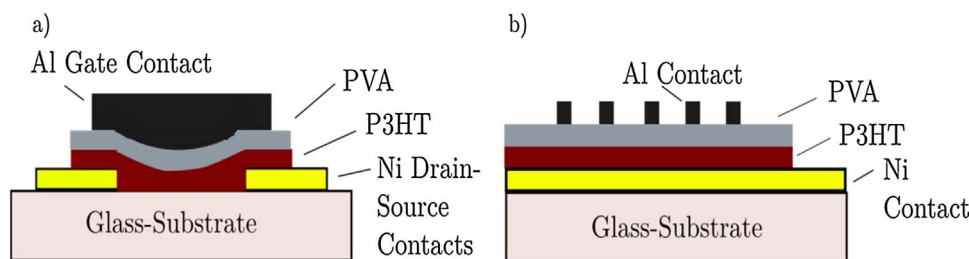 a)
Al Gate Contact
PVA
P3HT
Ni Drain-
Source
Contacts
Glass-Substrate
b)
Al Contact
PVA
P3HT
Ni
Contact
Glass-Substrate